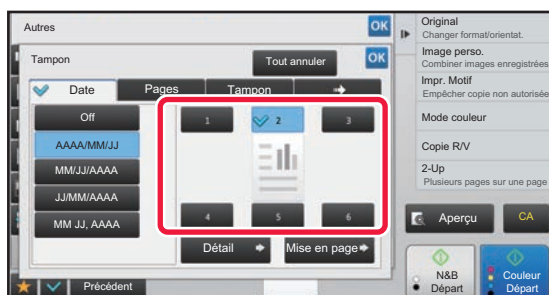 Autres
OK
Tampon
Tout annuler
OK
Date
Pages
Tampon
Off
AAAA/MM/JJ
MM/JJ/AAAA
JJ/MM/AAAA
MM JJ, AAAA
1
2
3
4
5
6
Détail
Mise en page
Précédent
Original
Changer format/orientat.
Image perso.
Combiner images enregistrées
Impr. Motif
Empêcher copie non autorisée
Mode couleur
Copie R/V
2-Up
Plusieurs pages sur une page
Aperçu
CA
N&B
Départ
Couleur
Départ